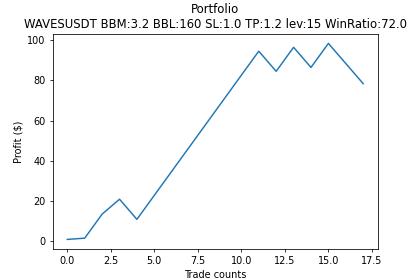 Portfolio
WAVESUSDT BBM:3.2 BBL:160 SL:1.0 TP:1.2 lev:15 WinRatio:72.0
100
80
60
40
20
0
Profit ($)
0.0 2.5 5.0 7.5 10.0 12.5 15.0 17.5
Trade counts